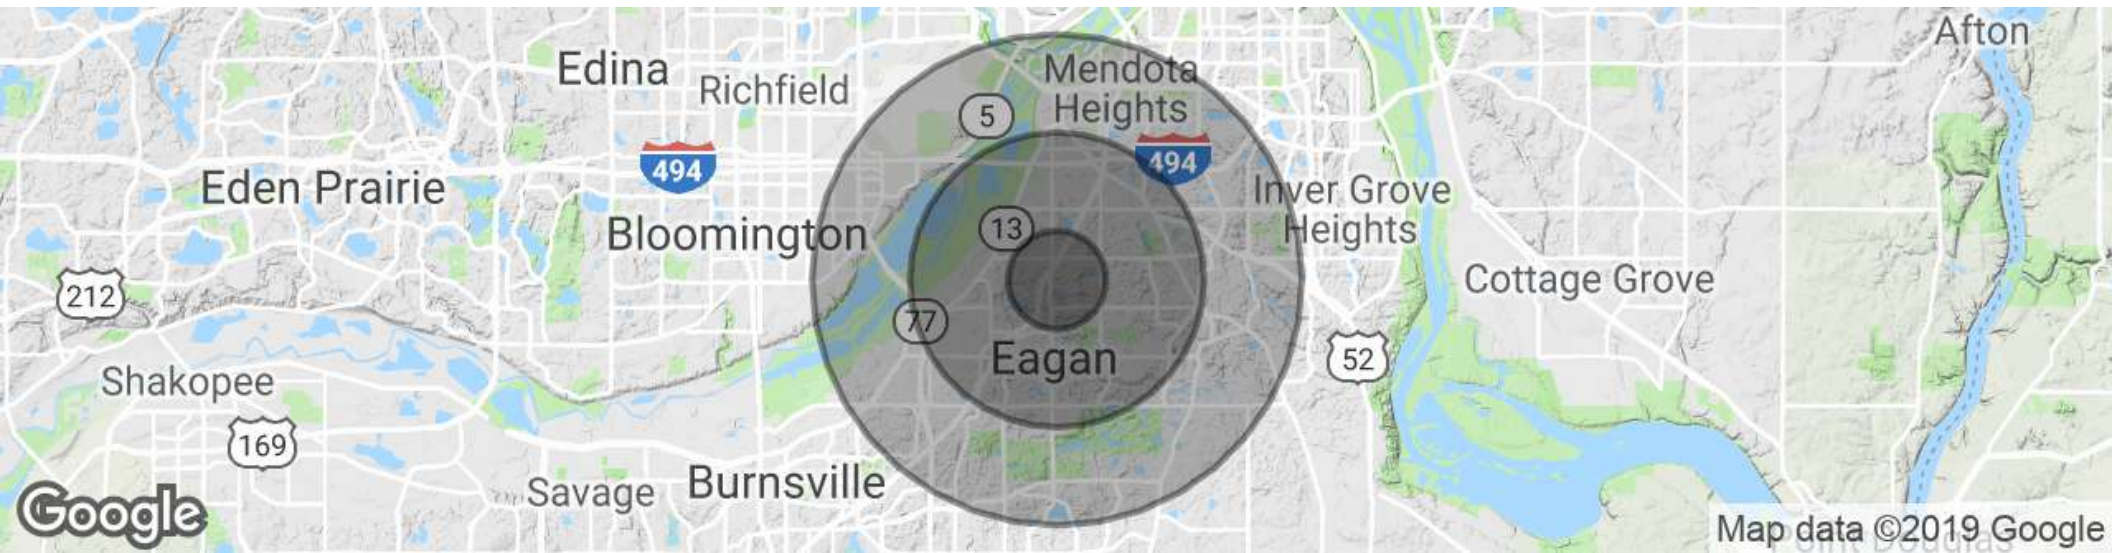 Afton
Edina
Mendota
Heights
Richfield
5
494
494
Eden Prairie
Inver Grove
Heights
13
Bloomington
Cottage Grove
212
77
52
Eagan
Shakopee
169
Savage
Burnsville
Google
Map data ©2019 Google